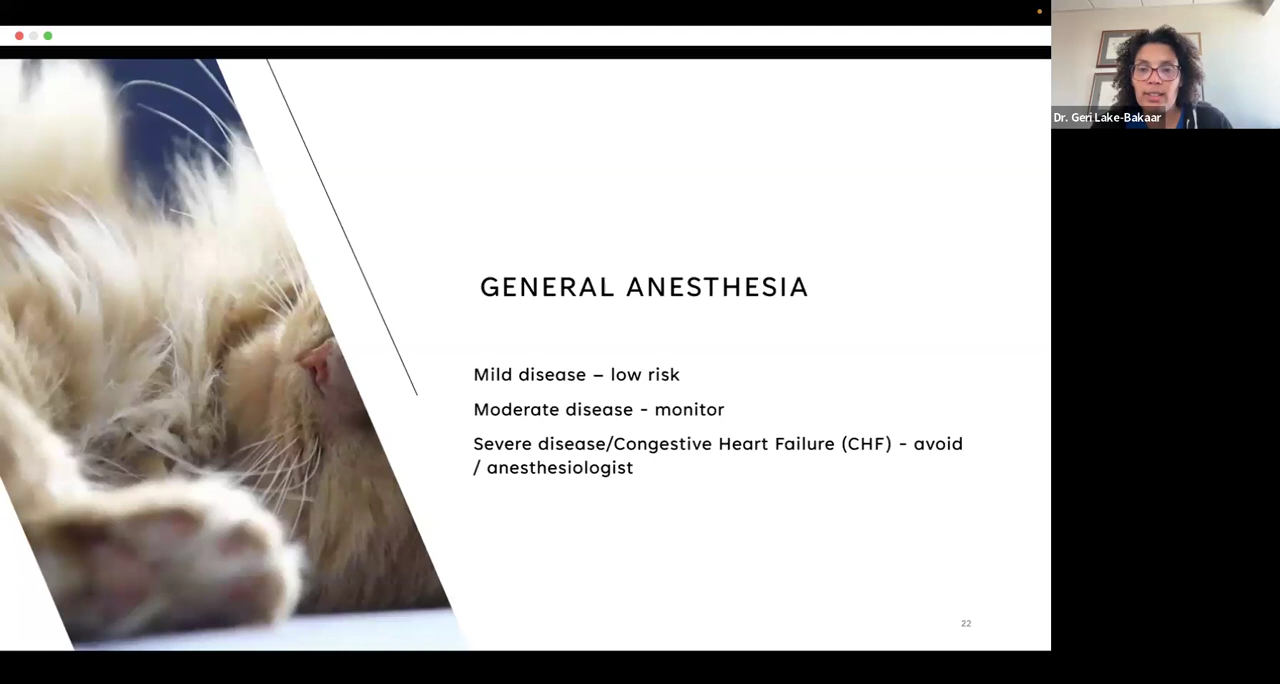 Dr. Geri Lake-Bakaar
GENERAL ANESTHESIA
Mild disease – low risk
Moderate disease - monitor
Severe disease/Congestive Heart Failure (CHF) - avoid
/ anesthesiologist
22